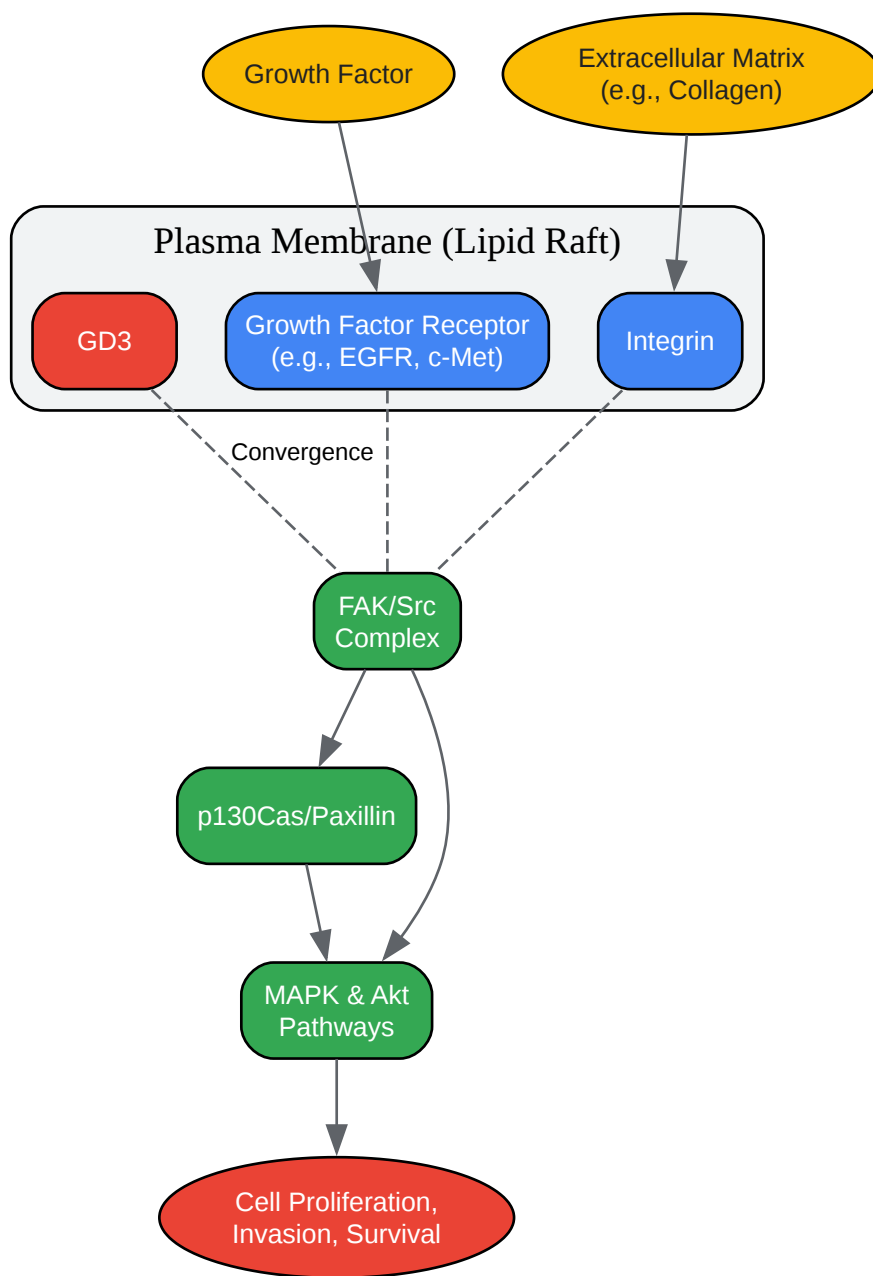 Growth Factor
Extracellular Matrix
(e.g., Collagen)
Plasma Membrane (Lipid Raft)
GD3
Growth Factor Receptor
(e.g., EGFR, c-Met)
Integrin
Convergence
FAK/Src
Complex
p130Cas/Paxillin
MAPK & Akt
Pathways
Cell Proliferation,
Invasion, Survival